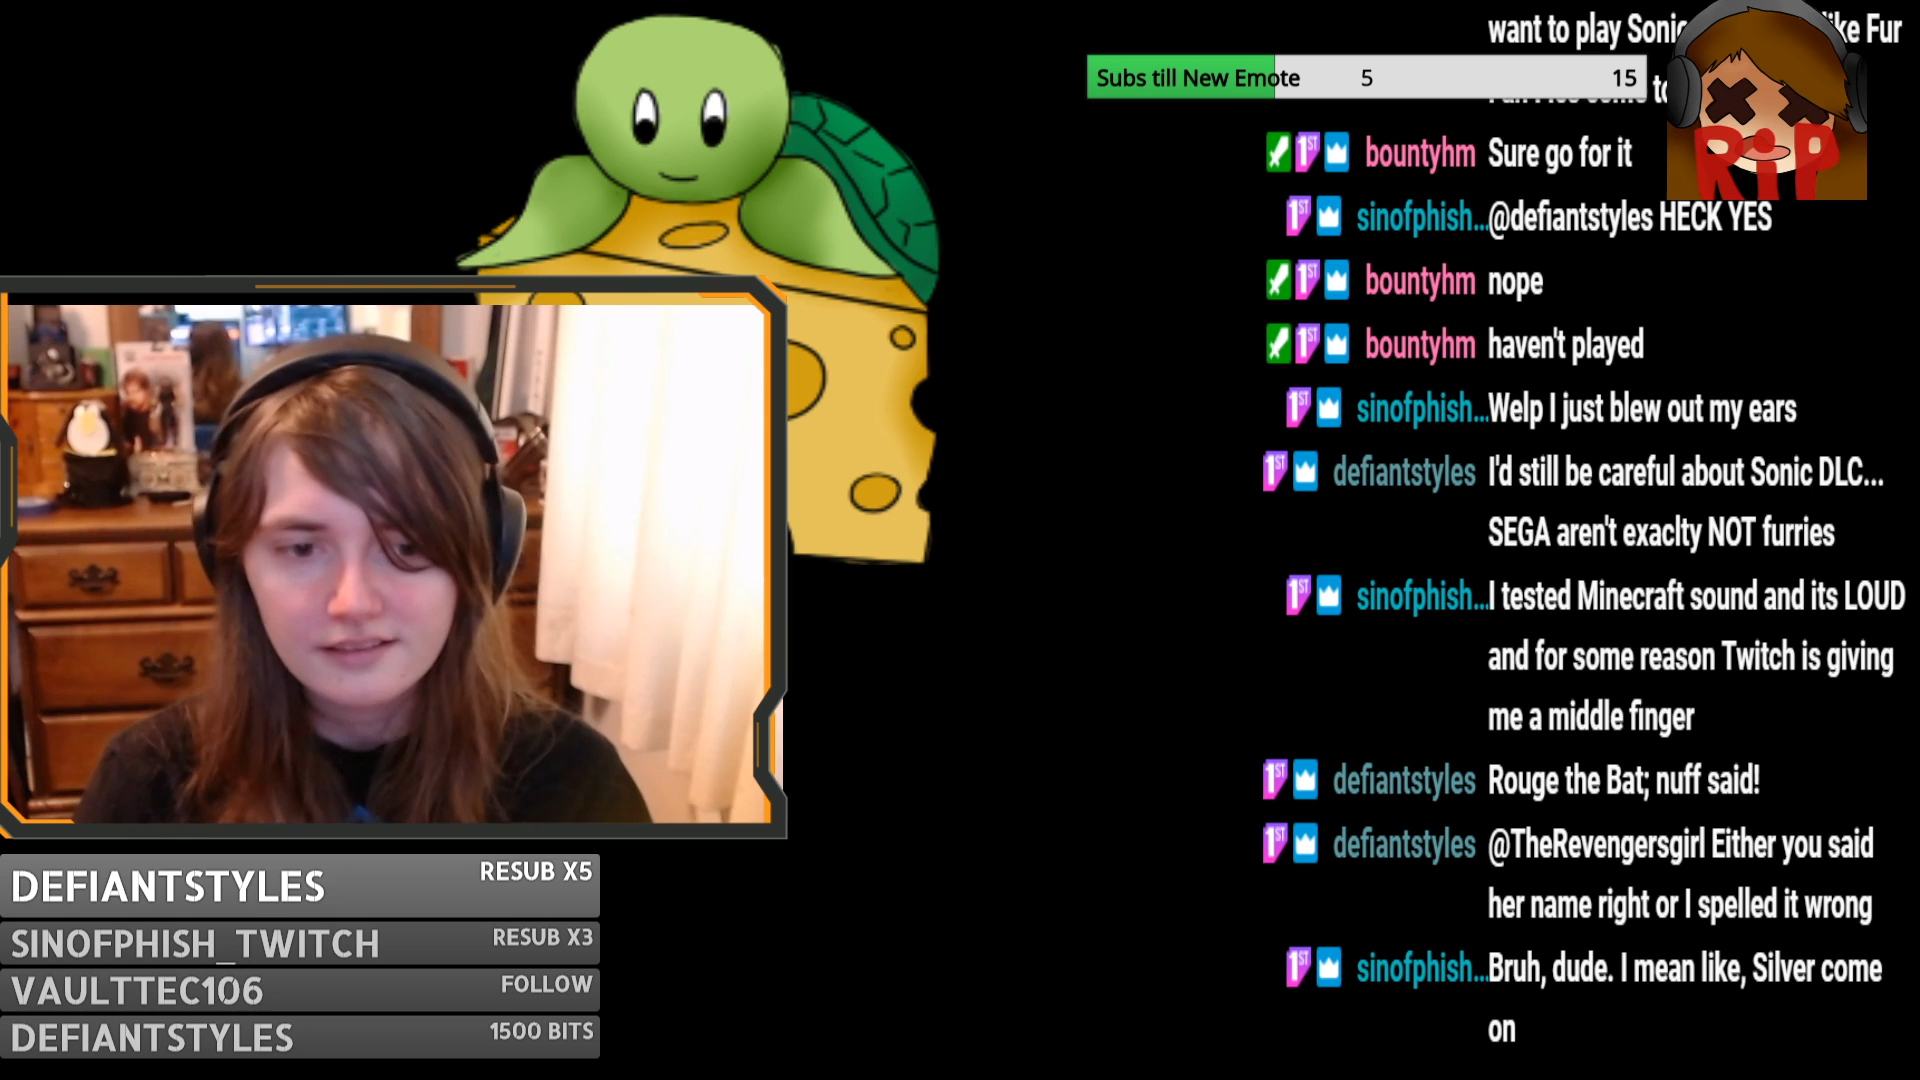 want to play Sonic
ike Fur
Subs till New Emote 5 15
RiP
bountyhm Sure go for it
sinofphish...@defiantstyles HECK YES
bountyhm nope
bountyhm haven't played
sinofphish...Welp I just blew out my ears
defiantstyles I'd still be careful about Sonic DLC...
SEGA aren't exaclty NOT furries
sinofphish...I tested Minecraft sound and its LOUD
and for some reason Twitch is giving
me a middle finger
defiantstyles Rouge the Bat; nuff said!
defiantstyles @TheRevengersgirl Either you said
her name right or I spelled it wrong
sinofphish...Bruh, dude. I mean like, Silver come
on
DEFIANTSTYLES RESUB X5
SINOFPHISH_TWITCH RESUB X3
VAULTTEC106 FOLLOW
DEFIANTSTYLES 1500 BITS